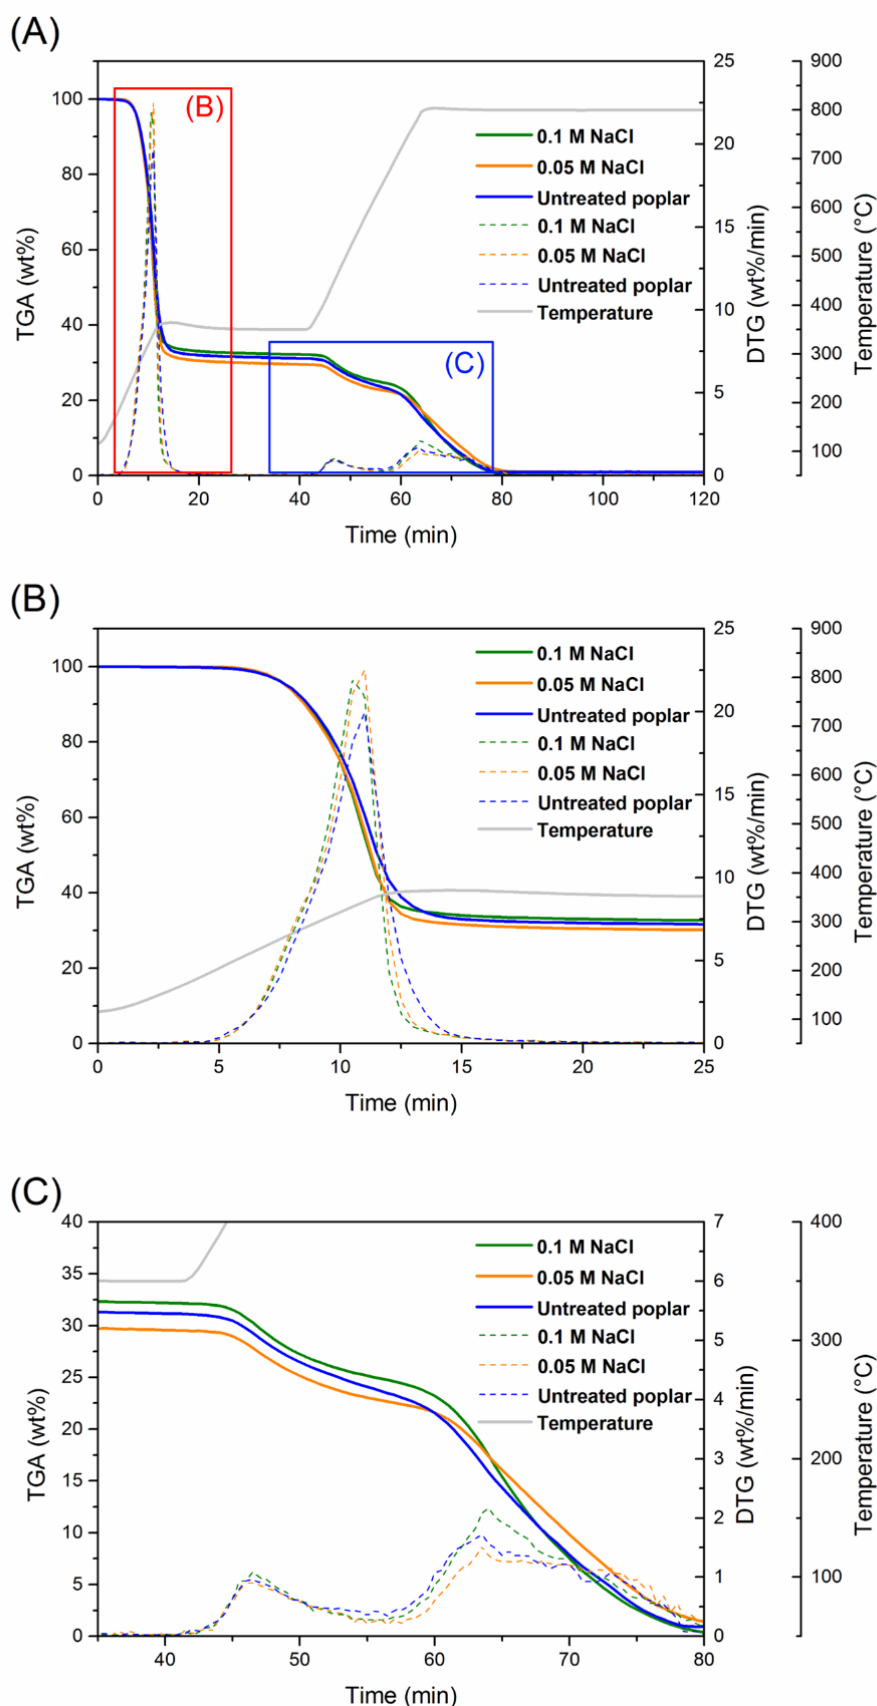 (A)
100
80
60
40
20
0
TGA (wt%)
0 20 40 60 80 100 120
Time (min)
25
20
15
10
5
0
DTG (wt%/min)
900
800
700
600
500
400
300
200
100
Temperature (°C)
(B)
(C)
0.1 M NaCl
0.05 M NaCl
Untreated poplar
0.1 M NaCl
0.05 M NaCl
Untreated poplar
Temperature
(B)
100
80
60
40
20
0
TGA (wt%)
0 5 10 15 20 25
Time (min)
25
20
15
10
5
0
DTG (wt%/min)
900
800
700
600
500
400
300
200
100
Temperature (°C)
0.1 M NaCl
0.05 M NaCl
Untreated poplar
0.1 M NaCl
0.05 M NaCl
Untreated poplar
Temperature
(C)
40
35
30
25
20
15
10
5
0
TGA (wt%)
40 50 60 70 80
Time (min)
7
6
5
4
3
2
1
0
DTG (wt%/min)
400
300
200
100
Temperature (°C)
0.1 M NaCl
0.05 M NaCl
Untreated poplar
0.1 M NaCl
0.05 M NaCl
Untreated poplar
Temperature